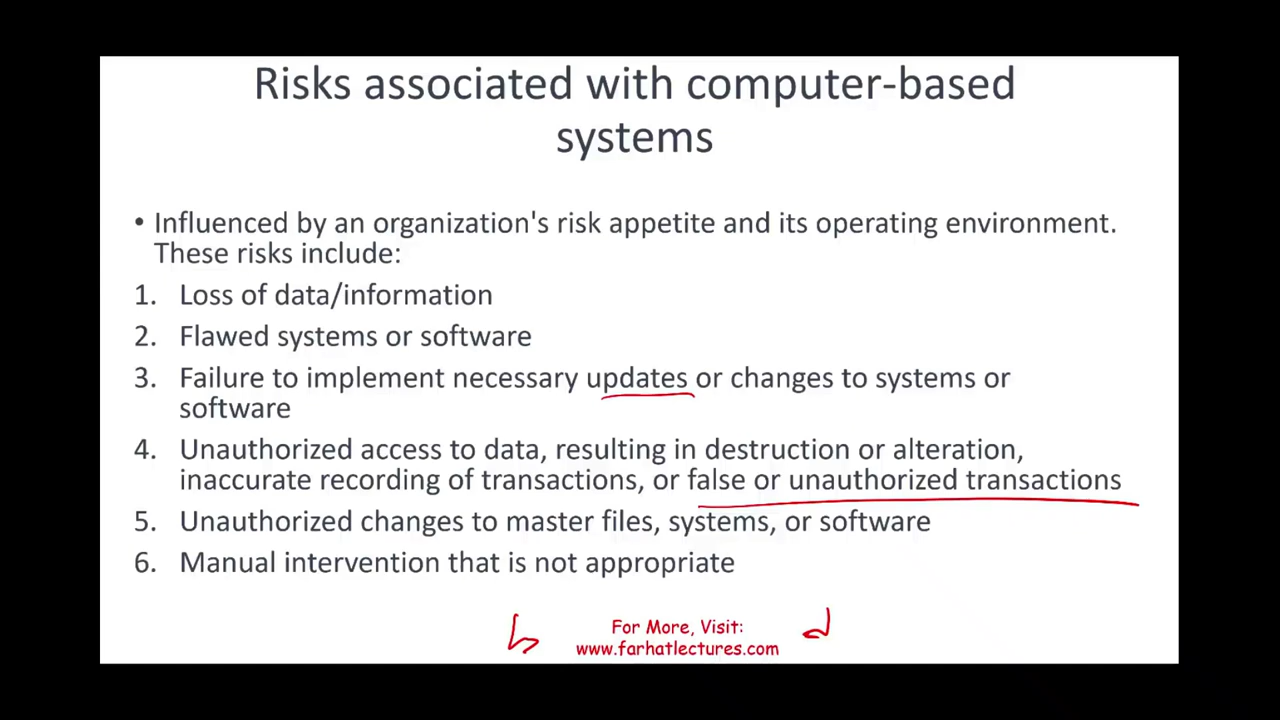 Risks associated with computer-based
systems
• Influenced by an organization's risk appetite and its operating environment.
These risks include:
1. Loss of data/information
2. Flawed systems or software
3. Failure to implement necessary updates or changes to systems or
software
4. Unauthorized access to data, resulting in destruction or alteration,
inaccurate recording of transactions, or false or unauthorized transactions
5. Unauthorized changes to master files, systems, or software
6. Manual intervention that is not appropriate
For More, Visit:
www.farhatlectures.com